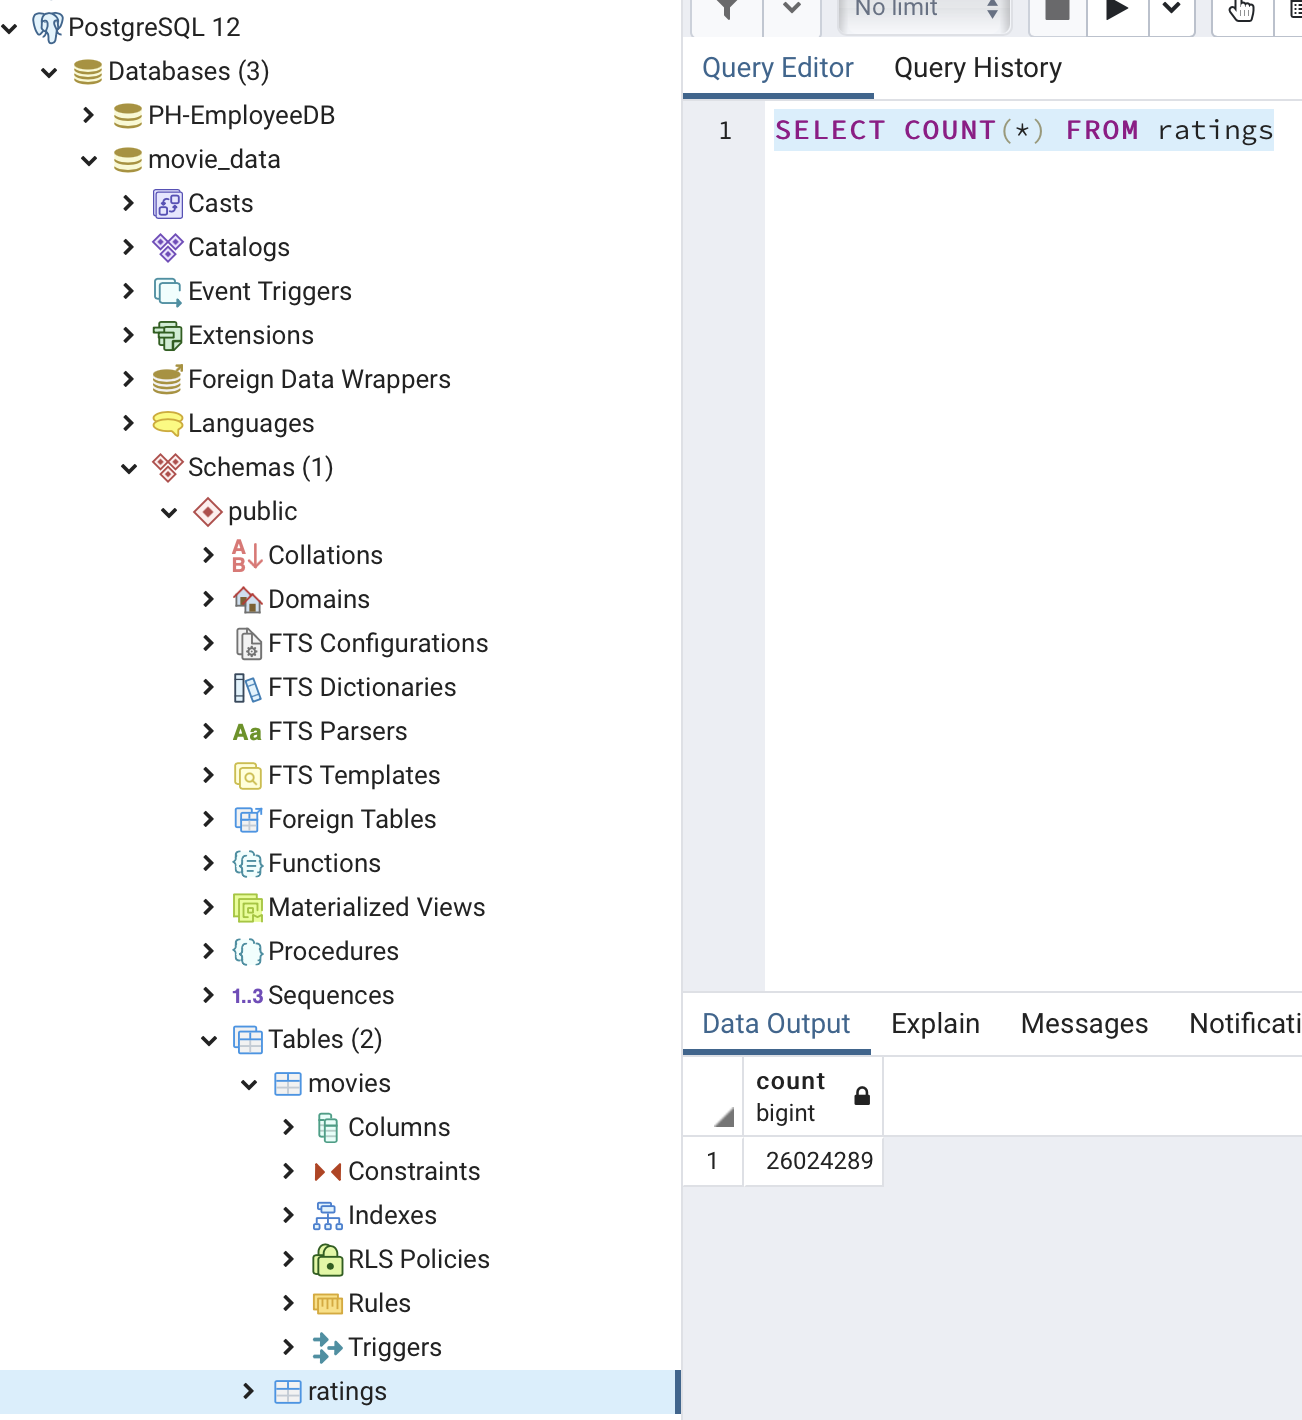 PostgreSQL 12
Databases (3)
PH-EmployeeDB
movie_data
Casts
Catalogs
Event Triggers
Extensions
Foreign Data Wrappers
Languages
Schemas (1)
public
Collations
Domains
FTS Configurations
FTS Dictionaries
Aa FTS Parsers
FTS Templates
Foreign Tables
Functions
Materialized Views
Procedures
1..3 Sequences
Tables (2)
movies
Columns
Constraints
Indexes
RLS Policies
Rules
Triggers
ratings
No limit
Query Editor Query History
1 SELECT COUNT(*) FROM ratings
Data Output Explain Messages Notificati
count
bigint
1 26024289